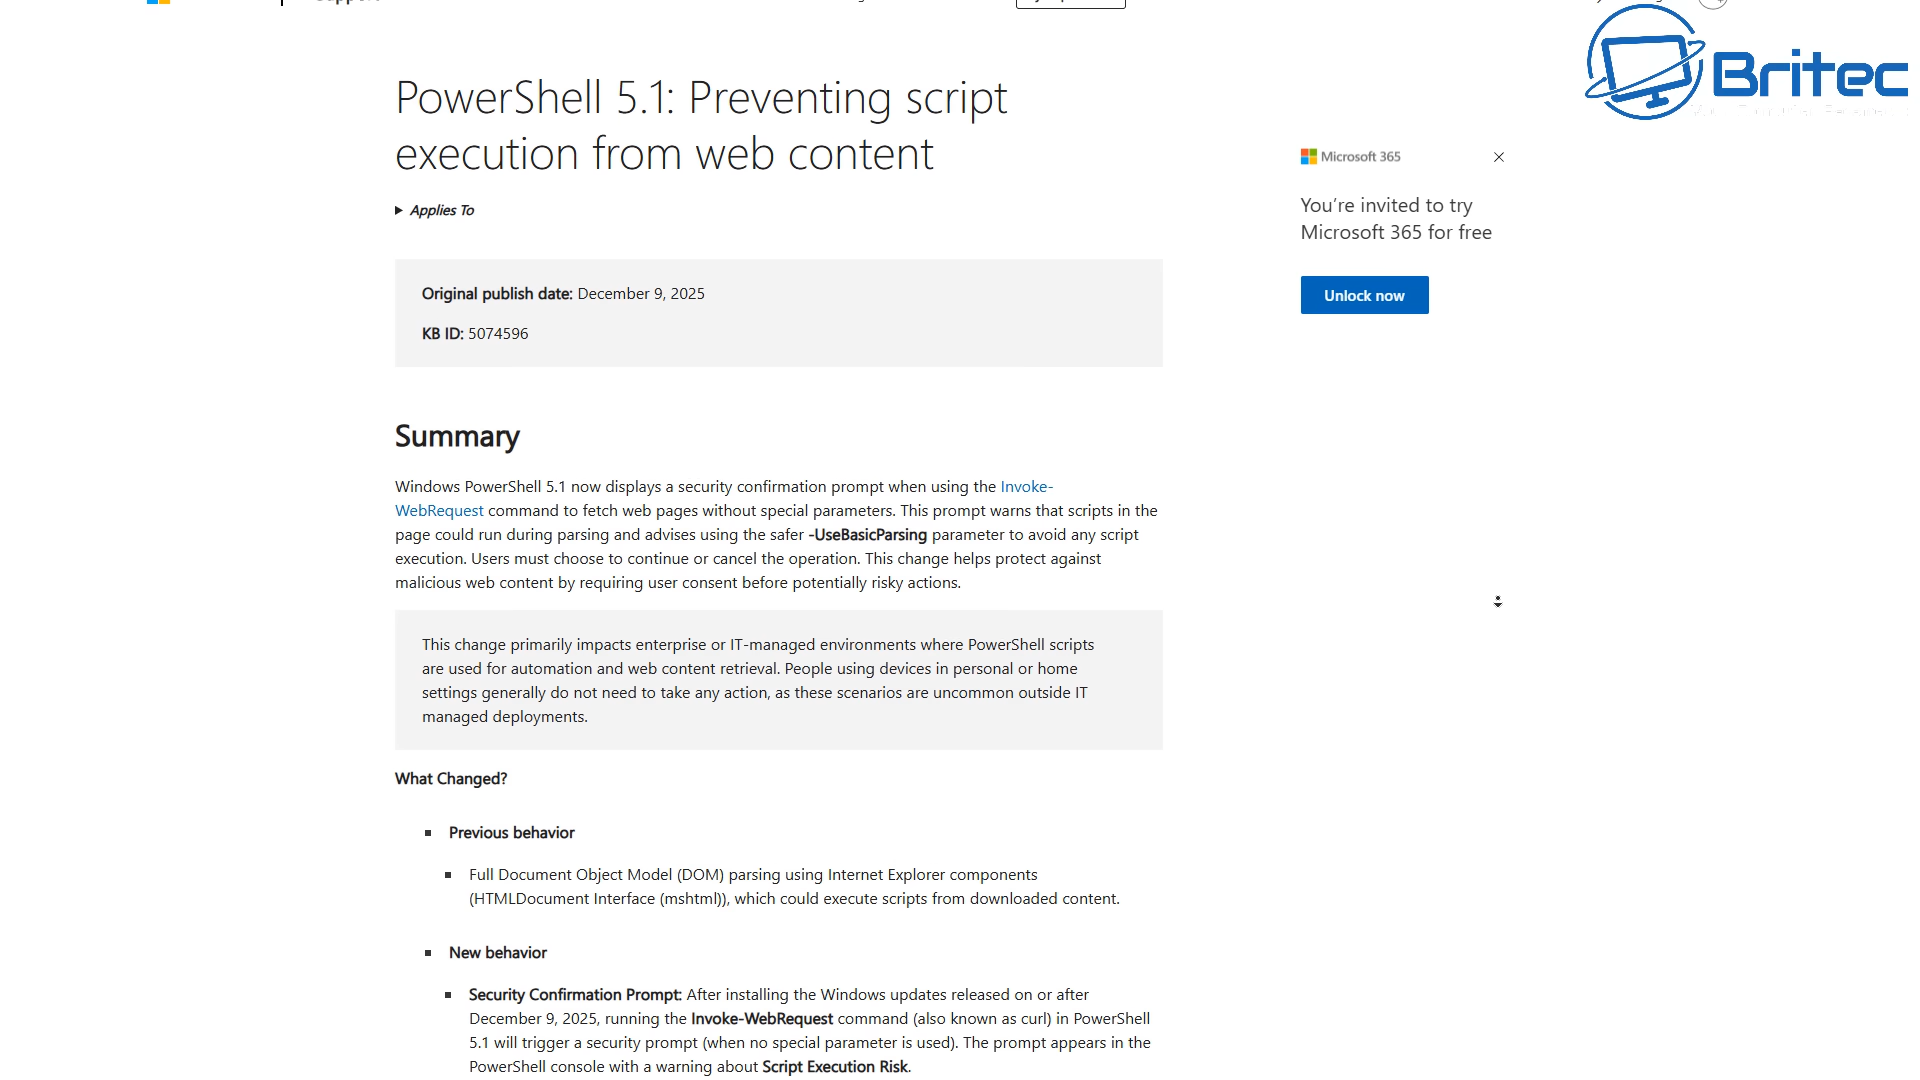 PowerShell 5.1: Preventing script
execution from web content
Applies To
Original publish date: December 9, 2025
KB ID: 5074596
Summary
Windows PowerShell 5.1 now displays a security confirmation prompt when using the Invoke-
WebRequest command to fetch web pages without special parameters. This prompt warns that scripts in the
page could run during parsing and advises using the safer -UseBasicParsing parameter to avoid any script
execution. Users must choose to continue or cancel the operation. This change helps protect against
malicious web content by requiring user consent before potentially risky actions.
This change primarily impacts enterprise or IT-managed environments where PowerShell scripts
are used for automation and web content retrieval. People using devices in personal or home
settings generally do not need to take any action, as these scenarios are uncommon outside IT
managed deployments.
What Changed?
Previous behavior
Full Document Object Model (DOM) parsing using Internet Explorer components
(HTMLDocument Interface (mshtml)), which could execute scripts from downloaded content.
New behavior
Security Confirmation Prompt: After installing the Windows updates released on or after
December 9, 2025, running the Invoke-WebRequest command (also known as curl) in PowerShell
5.1 will trigger a security prompt (when no special parameter is used). The prompt appears in the
PowerShell console with a warning about Script Execution Risk.
Britec
Microsoft 365
You're invited to try
Microsoft 365 for free
Unlock now